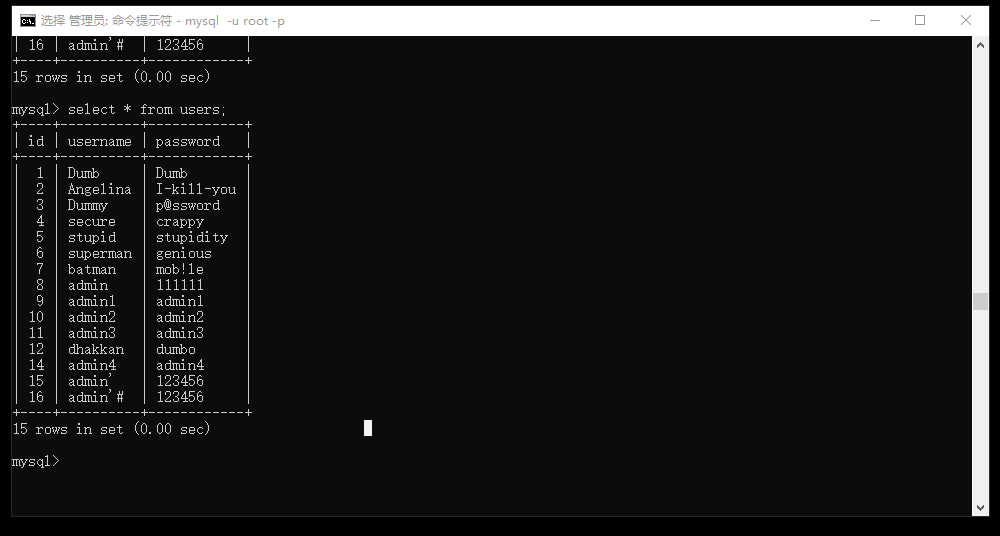 选择 管理员: 命令提示符 - mysql  -u root -p
| 16 | admin'#  | 123456     |
+----+----------+------------+
15 rows in set (0.00 sec)
mysql> select * from users;
+----+----------+------------+
| id | username | password   |
+----+----------+------------+
|  1 | Dumb     | Dumb       |
|  2 | Angelina | I-kill-you |
|  3 | Dummy    | p@ssword   |
|  4 | secure   | crappy     |
|  5 | stupid   | stupidity  |
|  6 | superman | genious    |
|  7 | batman   | mob!le     |
|  8 | admin    | 111111     |
|  9 | admin1   | admin1     |
| 10 | admin2   | admin2     |
| 11 | admin3   | admin3     |
| 12 | dhakkan  | dumbo      |
| 14 | admin4   | admin4     |
| 15 | admin'   | 123456     |
| 16 | admin'#  | 123456     |
+----+----------+------------+
15 rows in set (0.00 sec)
mysql>